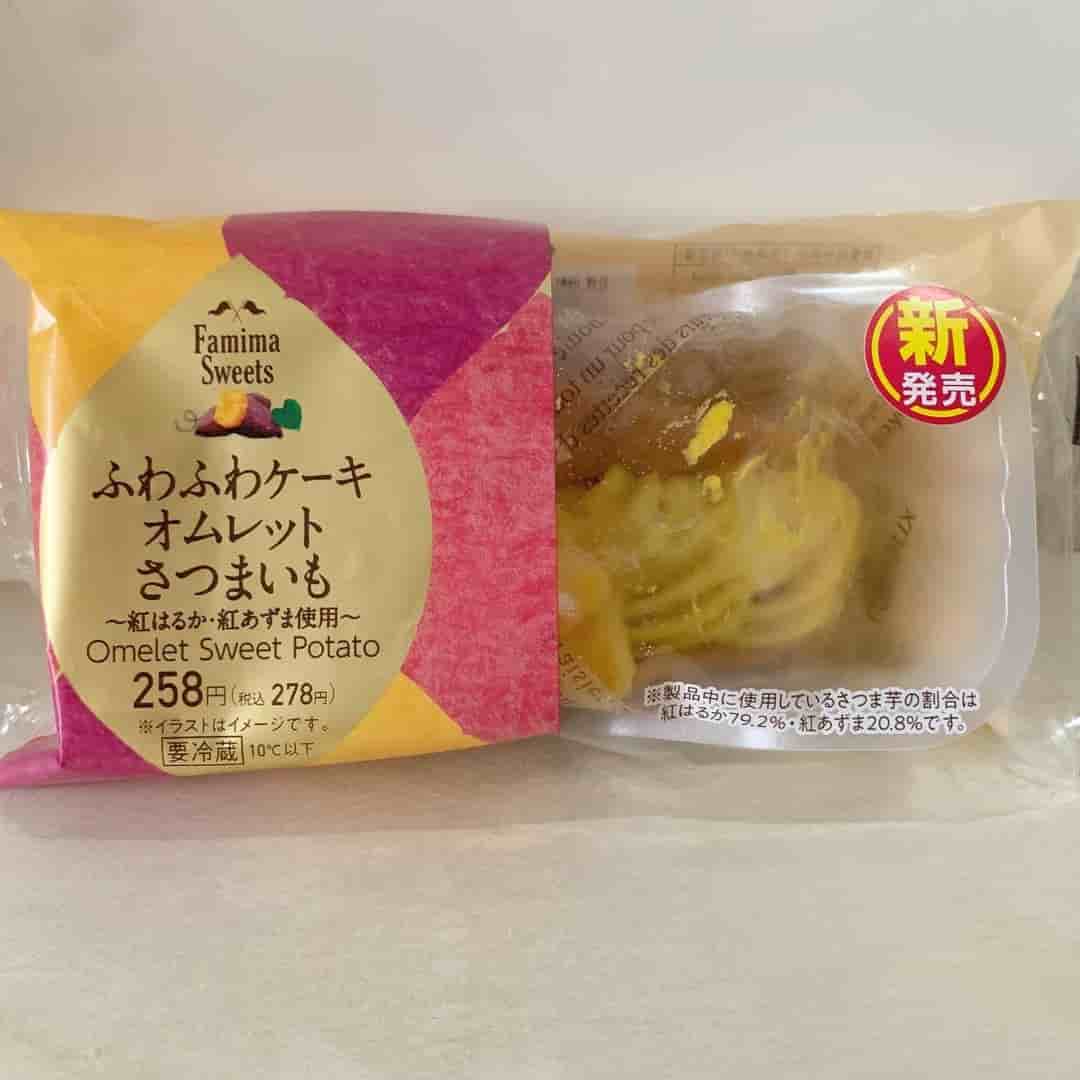 Famima
Sweets
ふわふわケーキ
オムレット
さつまいも
～紅はるか・紅あずま使用～
Omelet Sweet Potato
258円(税込 278円)
※イラストはイメージです。
要冷蔵 10℃以下
新
発売
※製品中に使用しているさつま芋の割合は
紅はるか79.2%・紅あずま20.8%です。